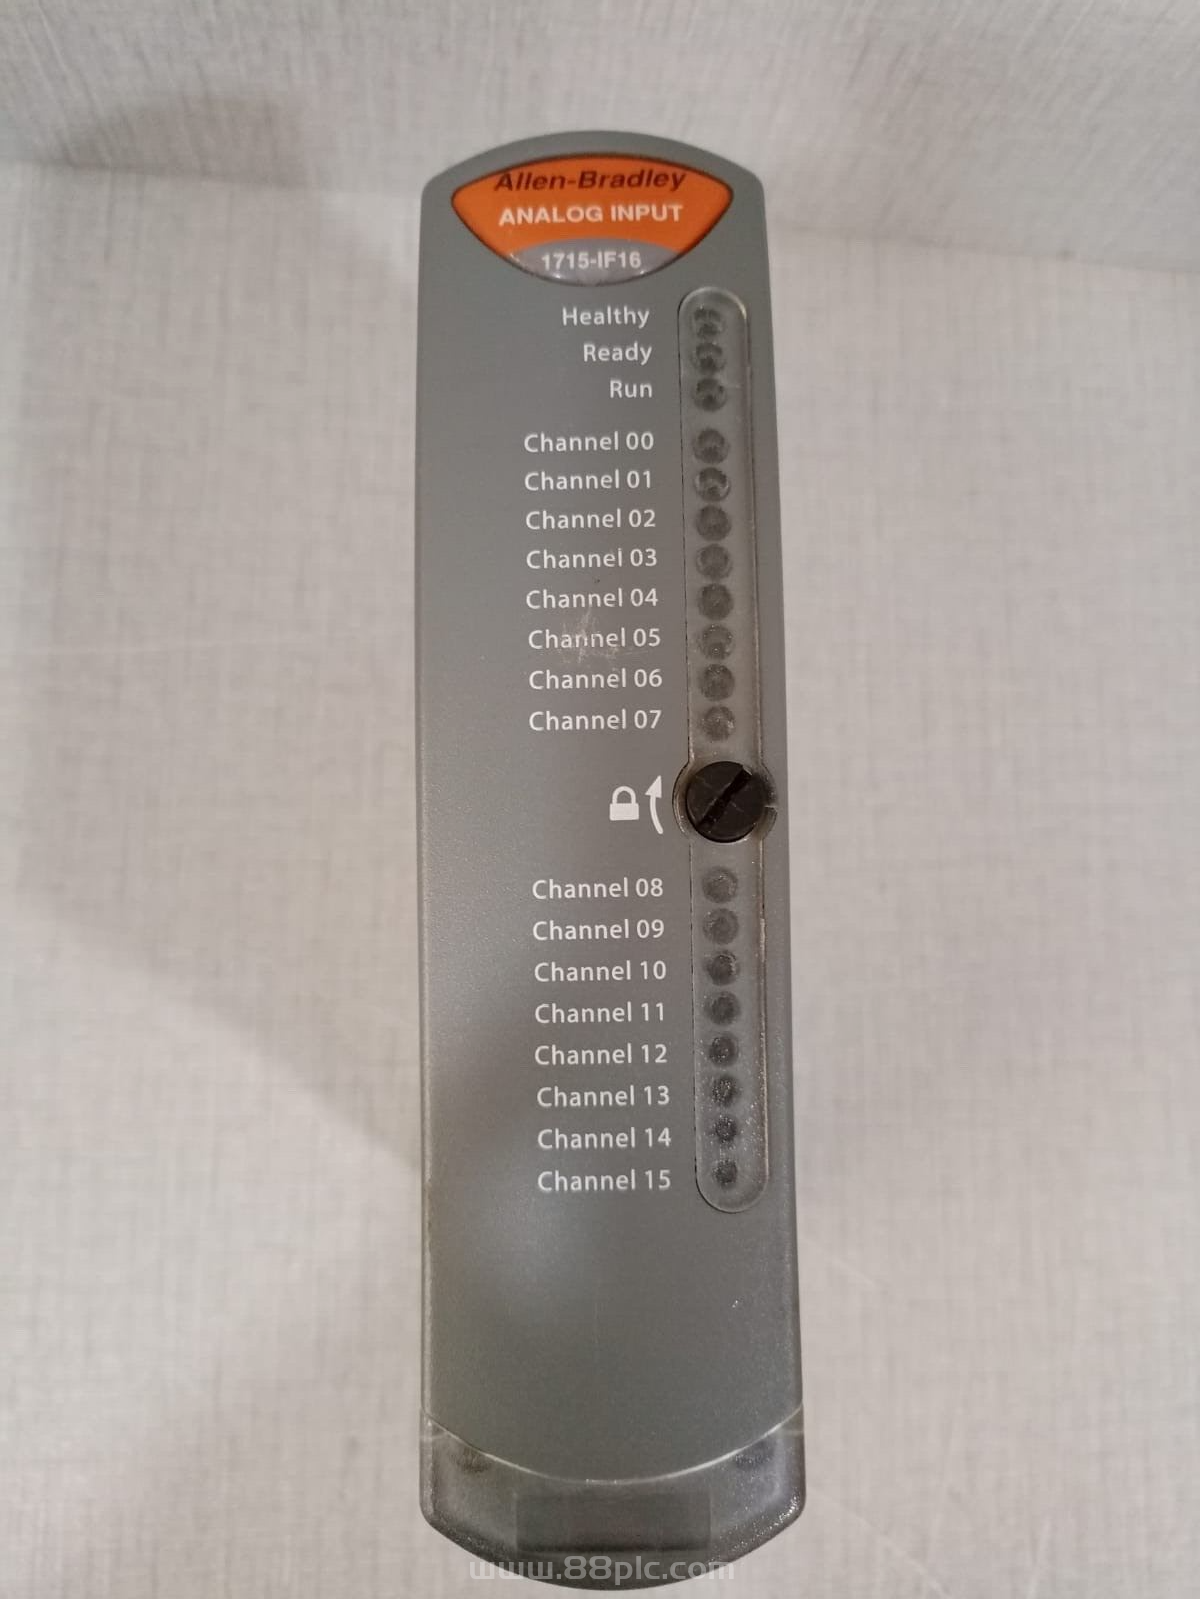 Allen-Bradley
ANALOG INPUT
1715-IF16
Healthy
Ready
Run
Channel 00
Channel 01
Channel 02
Channel 03
Channel 04
Channel 05
Channel 06
Channel 07
Channel 08
Channel 09
Channel 10
Channel 11
Channel 12
Channel 13
Channel 14
Channel 15
www.88plc.com